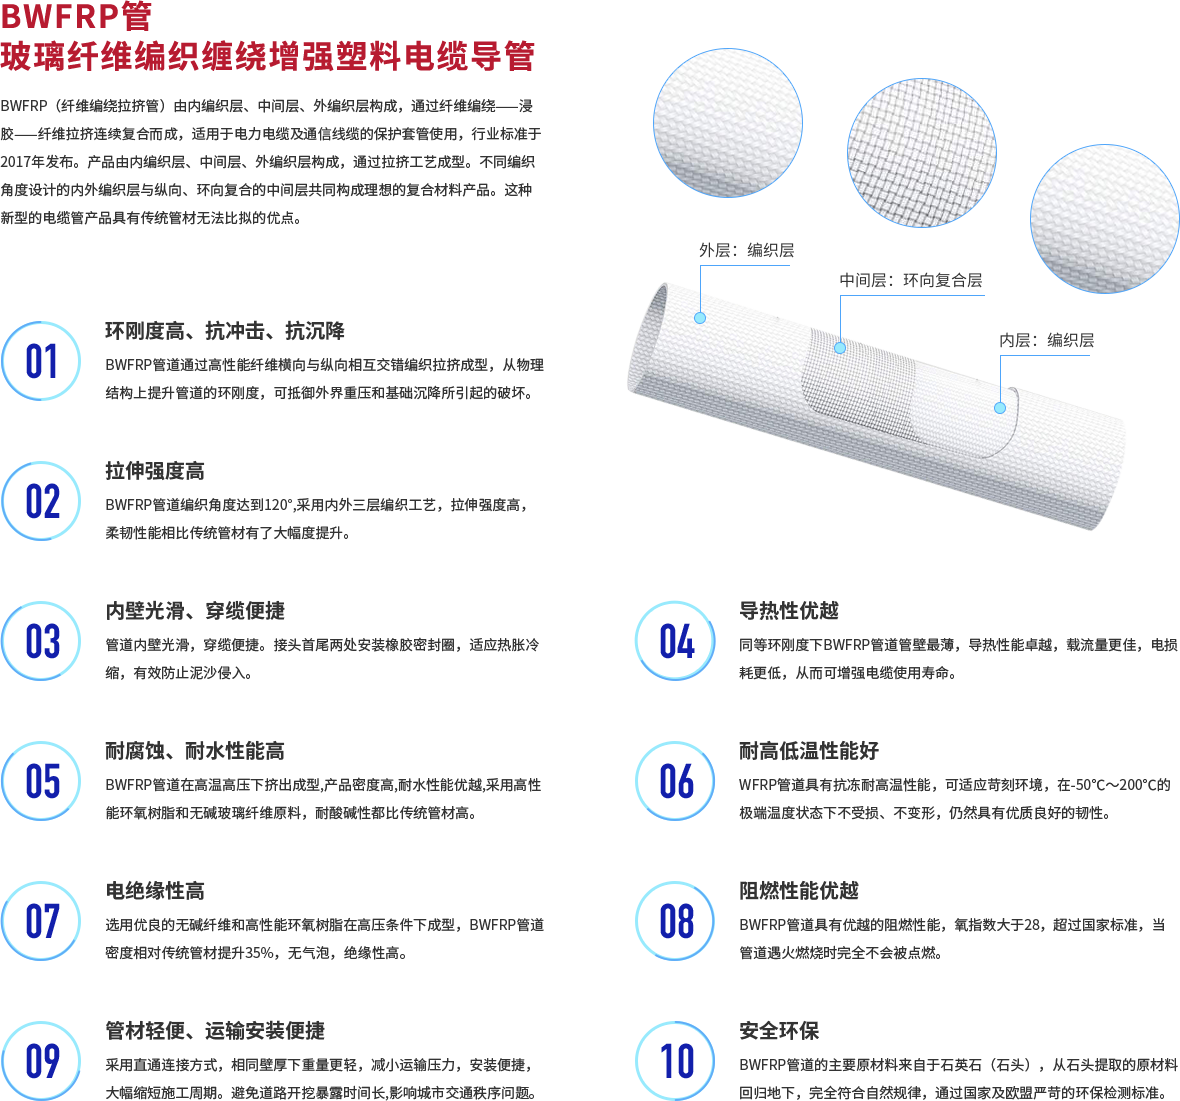 BWFRP管
玻璃纤维编织缠绕增强塑料电缆导管
BWFRP（纤维编绕拉挤管）由内编织层、中间层、外编织层构成，通过纤维编绕——浸
胶——纤维拉挤连续复合而成，适用于电力电缆及通信线缆的保护套管使用，行业标准于
2017年发布。产品由内编织层、中间层、外编织层构成，通过拉挤工艺成型。不同编织
角度设计的内外编织层与纵向、环向复合的中间层共同构成理想的复合材料产品。这种
新型的电缆管产品具有传统管材无法比拟的优点。
外层：编织层
中间层：环向复合层
内层：编织层
01
环刚度高、抗冲击、抗沉降
BWFRP管道通过高性能纤维横向与纵向相互交错编织拉挤成型，从物理
结构上提升管道的环刚度，可抵御外界重压和基础沉降所引起的破坏。
02
拉伸强度高
BWFRP管道编织角度达到120°,采用内外三层编织工艺，拉伸强度高，
柔韧性能相比传统管材有了大幅度提升。
03
内壁光滑、穿缆便捷
管道内壁光滑，穿缆便捷。接头首尾两处安装橡胶密封圈，适应热胀冷
缩，有效防止泥沙侵入。
04
导热性优越
同等环刚度下BWFRP管道管壁最薄，导热性能卓越，载流量更佳，电损
耗更低，从而可增强电缆使用寿命。
05
耐腐蚀、耐水性能高
BWFRP管道在高温高压下挤出成型,产品密度高,耐水性能优越,采用高性
能环氧树脂和无碱玻璃纤维原料，耐酸碱性都比传统管材高。
06
耐高低温性能好
WFRP管道具有抗冻耐高温性能，可适应苛刻环境，在-50℃～200℃的
极端温度状态下不受损、不变形，仍然具有优质良好的韧性。
07
电绝缘性高
选用优良的无碱纤维和高性能环氧树脂在高压条件下成型，BWFRP管道
密度相对传统管材提升35%，无气泡，绝缘性高。
08
阻燃性能优越
BWFRP管道具有优越的阻燃性能，氧指数大于28，超过国家标准，当
管道遇火燃烧时完全不会被点燃。
09
管材轻便、运输安装便捷
采用直通连接方式，相同壁厚下重量更轻，减小运输压力，安装便捷，
大幅缩短施工周期。避免道路开挖暴露时间长,影响城市交通秩序问题。
10
安全环保
BWFRP管道的主要原材料来自于石英石（石头），从石头提取的原材料
回归地下，完全符合自然规律，通过国家及欧盟严苛的环保检测标准。